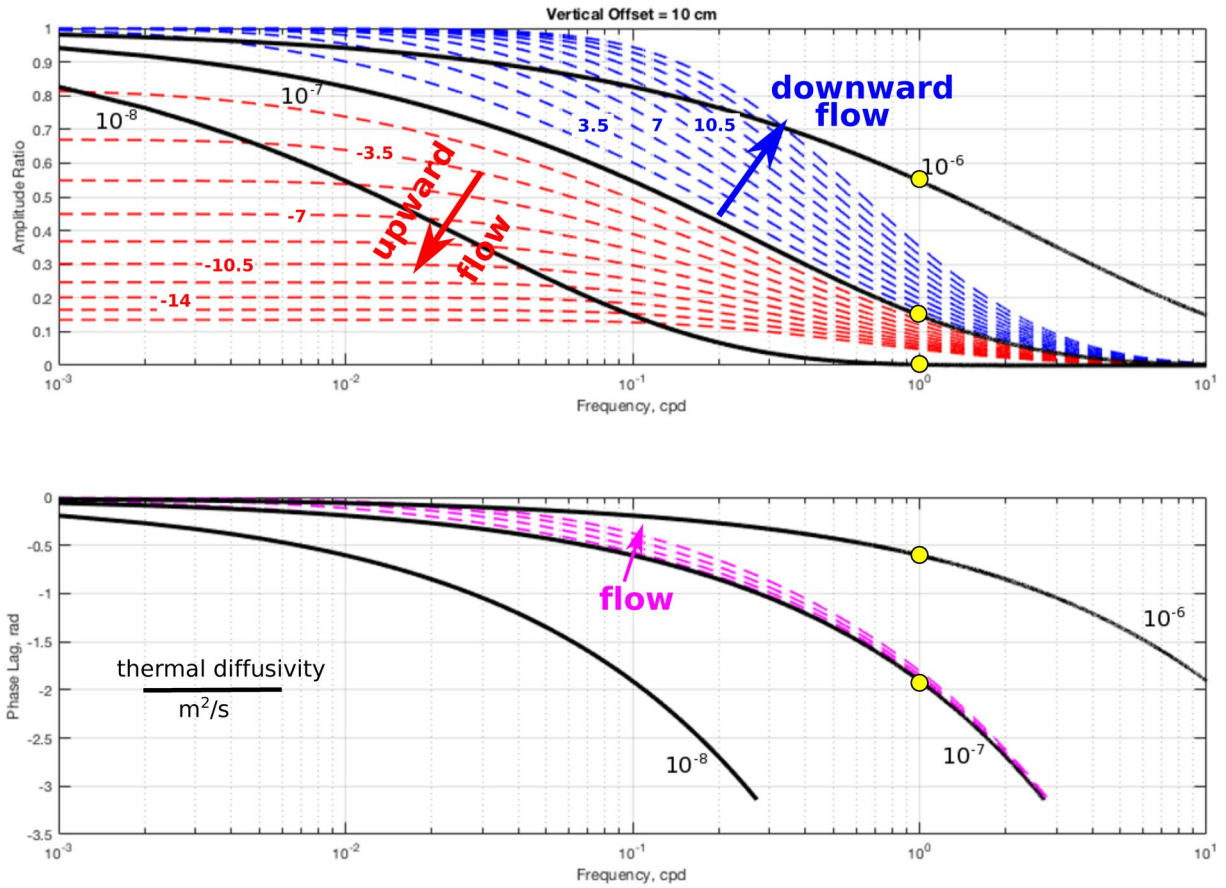 Vertical Offset = 10 cm
1
0.9
0.8
0.7
0.6
0.5
0.4
0.3
0.2
0.1
0
Amplitude Ratio
10⁻⁸
10⁻⁷
10⁻⁶
3.5 7 10.5
downward
flow
-3.5
-7
-10.5
-14
upward
flow
10⁻³ 10⁻² 10⁻¹ 10⁰ 10¹
Frequency, cpd
0
-0.5
-1
-1.5
-2
-2.5
-3
-3.5
Phase Lag, rad
flow
thermal diffusivity
m²/s
10⁻⁸
10⁻⁷
10⁻⁶
10⁻³ 10⁻² 10⁻¹ 10⁰ 10¹
Frequency, cpd